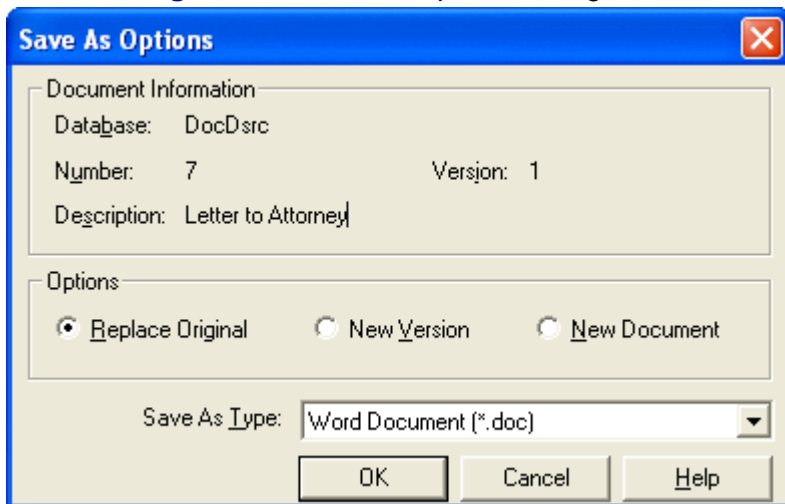 Save As Options
Document Information
Database: DocDsrc
Number: 7 Version: 1
Description: Letter to Attorney
Options
Replace Original New Version New Document
Save As Type: Word Document (*.doc)
OK Cancel Help